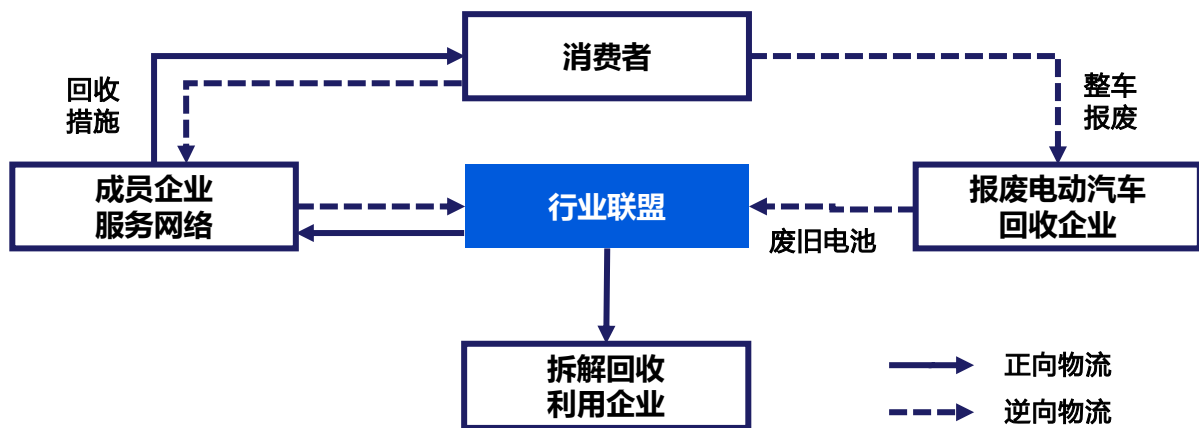 消费者
回收
措施
整车
报废
成员企业
服务网络
行业联盟
报废电动汽车
回收企业
废旧电池
拆解回收
利用企业
正向物流
逆向物流